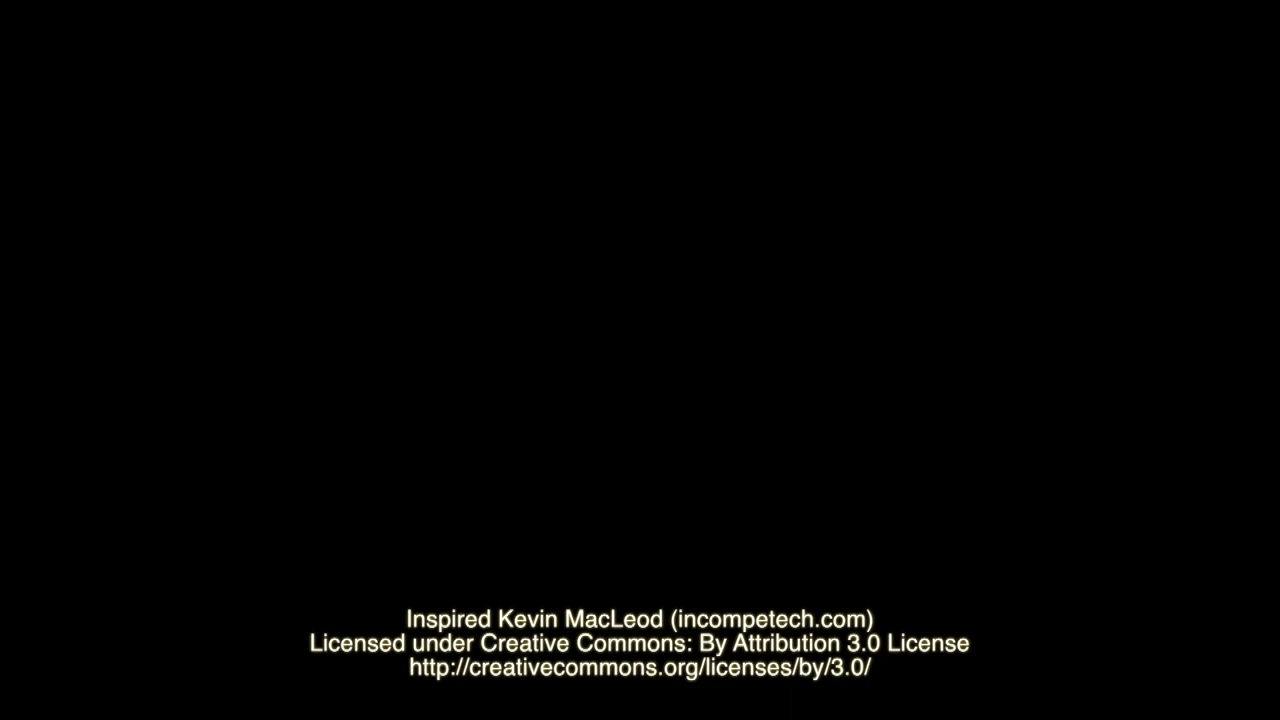 Inspired Kevin MacLeod (incompetech.com)
Licensed under Creative Commons: By Attribution 3.0 License
http://creativecommons.org/licenses/by/3.0/